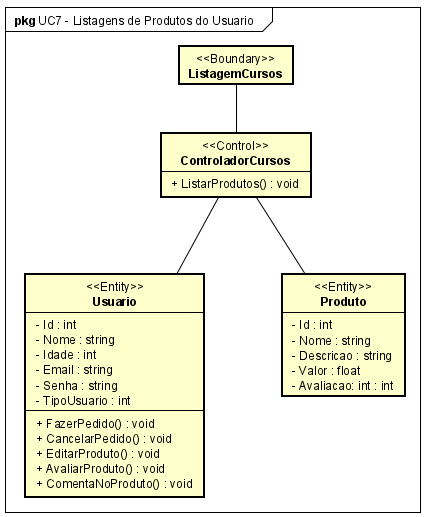 pkg UC7 - Listagens de Produtos do Usuario
<<Boundary>>
ListagemCursos
<<Control>>
ControladorCursos
+ ListarProdutos() : void
<<Entity>>
Usuario
- Id : int
- Nome : string
- Idade : int
- Email : string
- Senha : string
- TipoUsuario : int
+ FazerPedido() : void
+ CancelarPedido() : void
+ EditarProduto() : void
+ AvaliarProduto() : void
+ ComentaNoProduto() : void
<<Entity>>
Produto
- Id : int
- Nome : string
- Descricao : string
- Valor : float
- Avaliacao: int : int